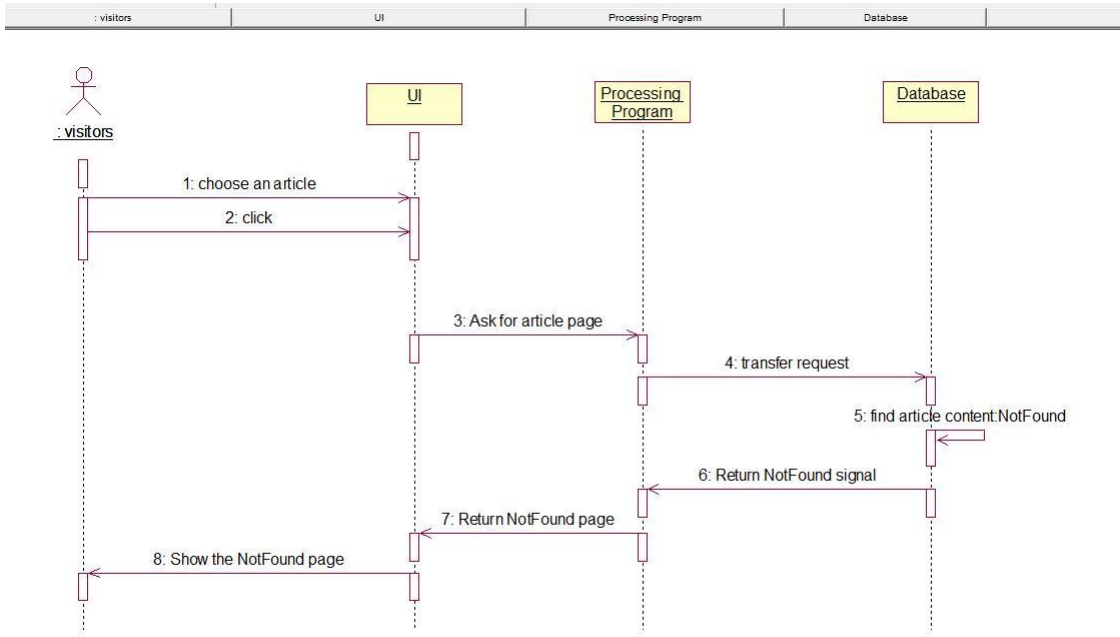 : visitors
UI
Processing Program
Database
UI
Processing
Program
Database
: visitors
1: choose an article
2: click
3: Ask for article page
4: transfer request
5: find article content:NotFound
6: Return NotFound signal
7: Return NotFound page
8: Show the NotFound page